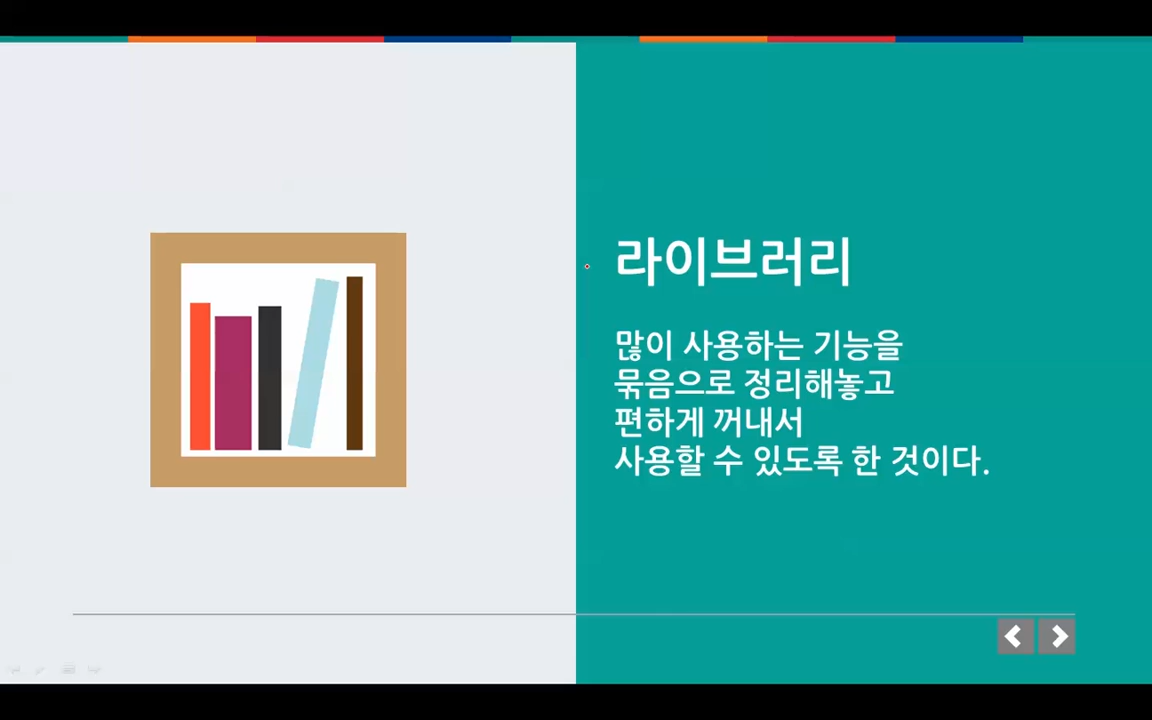 라이브러리
많이 사용하는 기능을
묶음으로 정리해놓고
편하게 꺼내서
사용할 수 있도록 한 것이다.